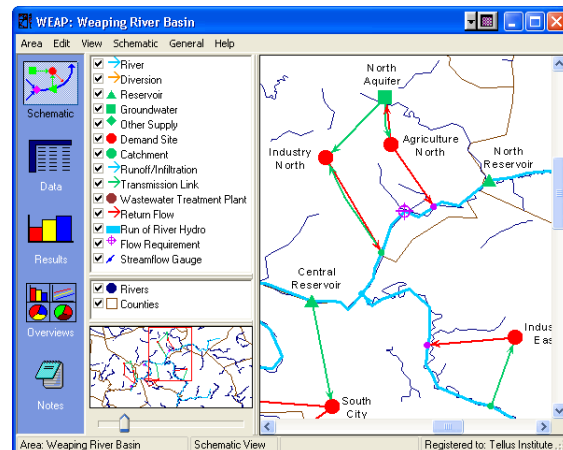 WEAP: Weaping River Basin
Area Edit View Schematic General Help
Schematic
Data
Results
Overviews
Notes
River
Diversion
Reservoir
Groundwater
Other Supply
Demand Site
Catchment
Runoff/Infiltration
Transmission Link
Wastewater Treatment Plant
Return Flow
Run of River Hydro
Flow Requirement
Streamflow Gauge
Rivers
Counties
North
Aquifer
Agriculture
North
Industry
North
North
Reservoir
Central
Reservoir
Indus
Eas
South
City
Area: Weaping River Basin
Schematic View
Registered to: Tellus Institute